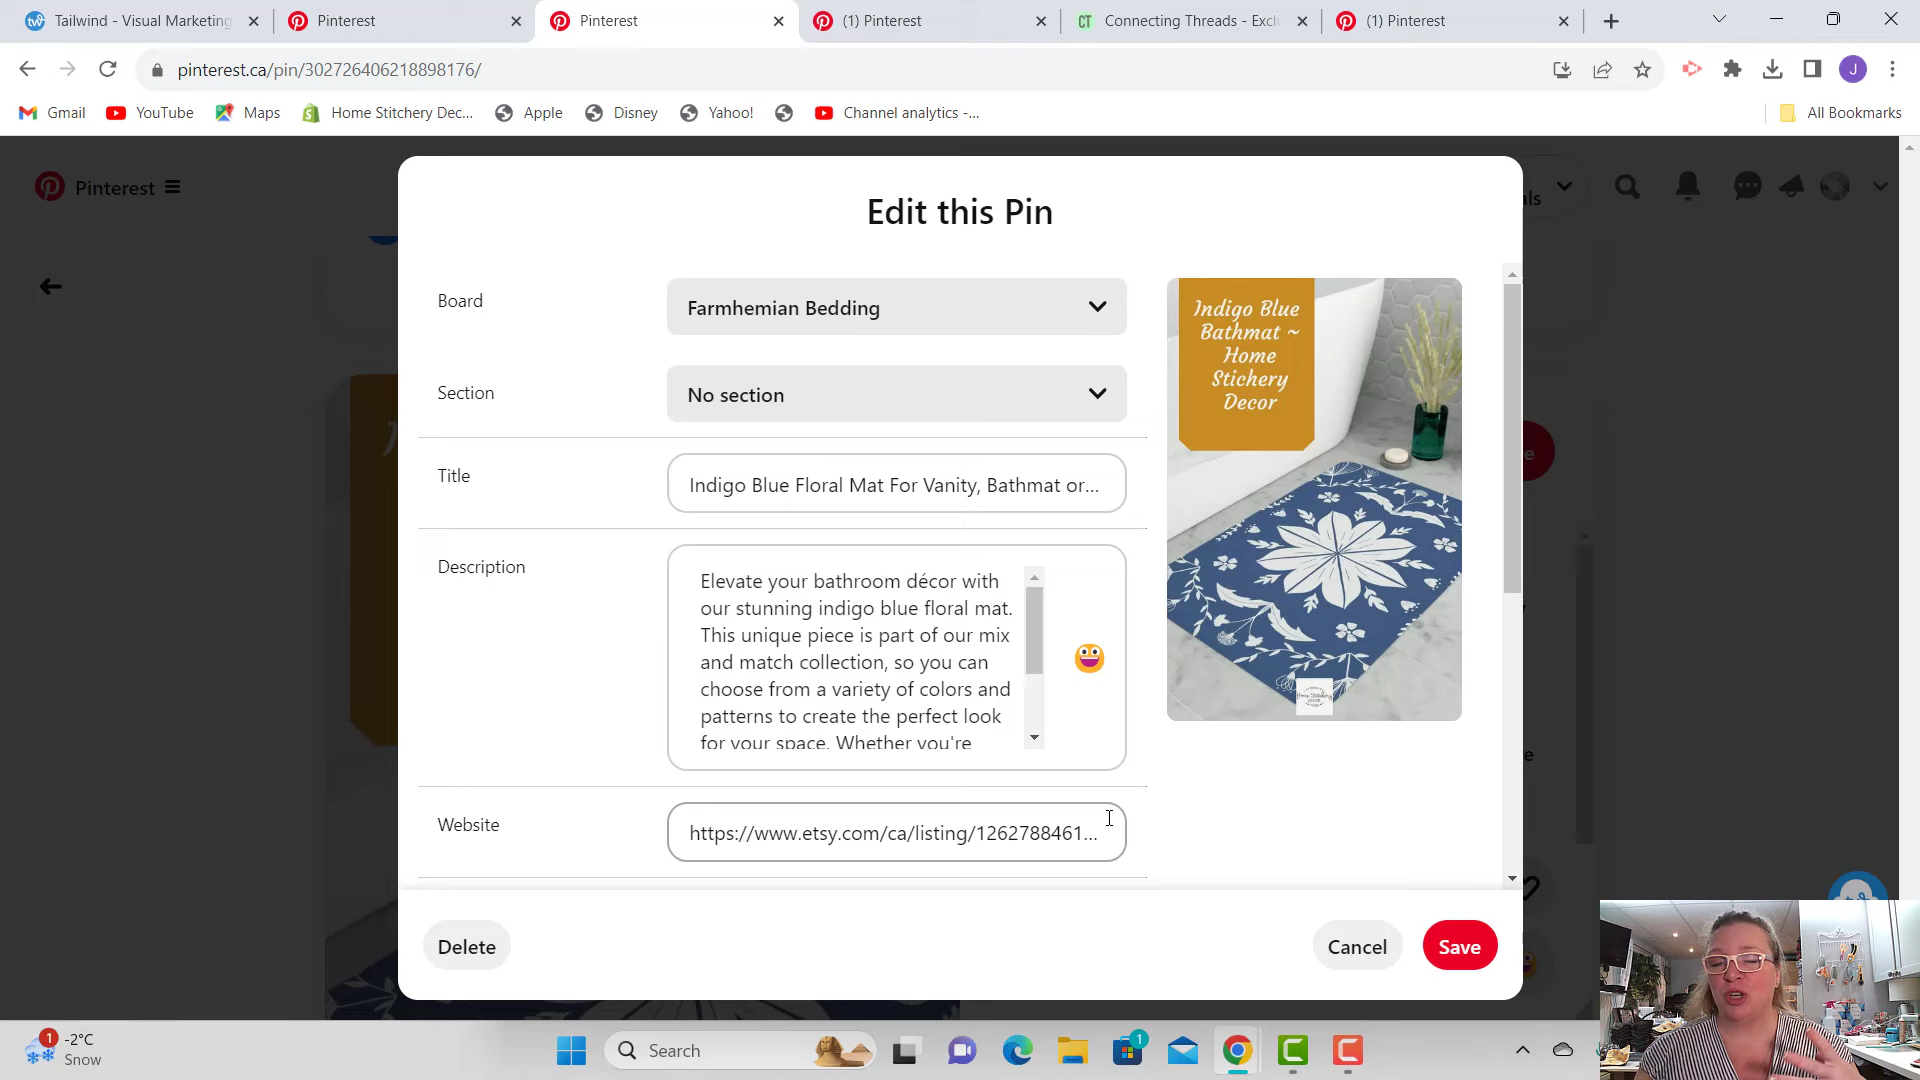 Tailwind - Visual Marketing
Pinterest
Pinterest
(1) Pinterest
Connecting Threads - Excl
(1) Pinterest
pinterest.ca/pin/302726406218898176/
J
Gmail
YouTube
Maps
Home Stitchery Dec...
Apple
Disney
Yahoo!
Channel analytics -...
All Bookmarks
Pinterest
als
Edit this Pin
Board
Farmhemian Bedding
Section
No section
Title
Indigo Blue Floral Mat For Vanity, Bathmat or...
Description
Elevate your bathroom décor with
our stunning indigo blue floral mat.
This unique piece is part of our mix
and match collection, so you can
choose from a variety of colors and
patterns to create the perfect look
for your space. Whether you're
Website
https://www.etsy.com/ca/listing/1262788461...
Indigo Blue
Bathmat ~
Home
Stichery
Decor
e
e
Delete
Cancel
Save
1
-2°C
Snow
Search
1